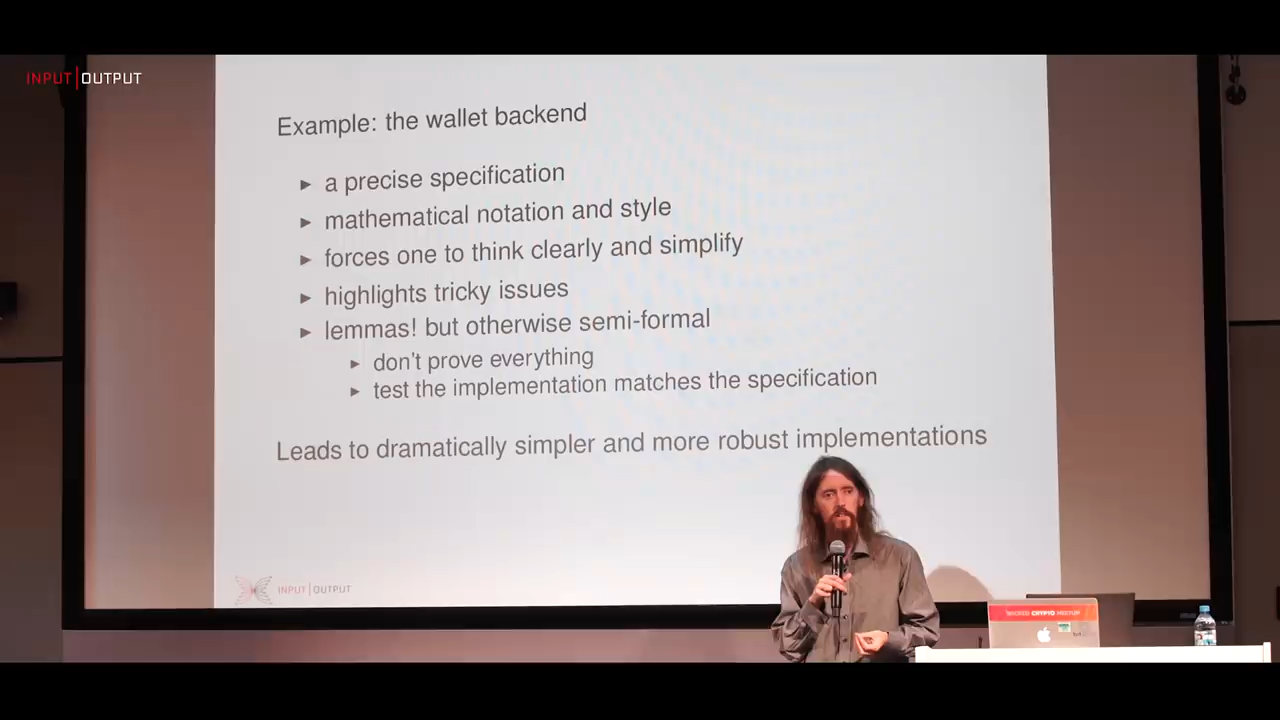 INPUT|OUTPUT
Example: the wallet backend
▸ a precise specification
▸ mathematical notation and style
▸ forces one to think clearly and simplify
▸ highlights tricky issues
▸ lemmas! but otherwise semi-formal
▸ don't prove everything
▸ test the implementation matches the specification
Leads to dramatically simpler and more robust implementations
INPUT|OUTPUT
CRYPTO MEETUP